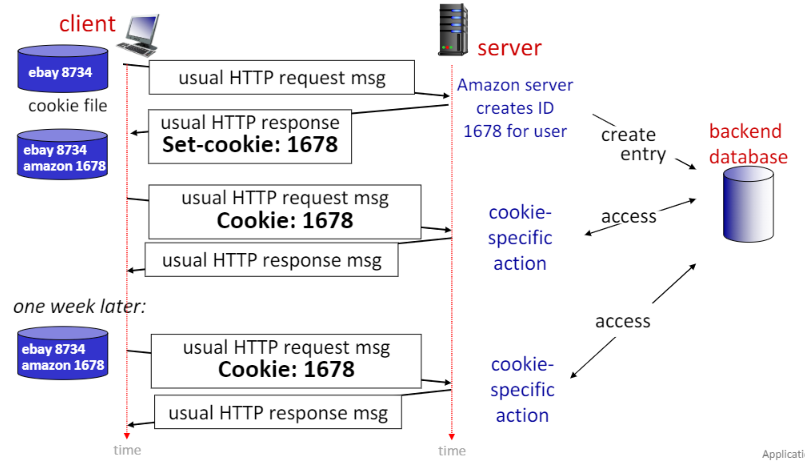 client
server
ebay 8734
cookie file
usual HTTP request msg
Amazon server
creates ID
1678 for user
usual HTTP response
Set-cookie: 1678
ebay 8734
amazon 1678
create
entry
backend
database
usual HTTP request msg
Cookie: 1678
cookie-
specific
action
access
usual HTTP response msg
one week later:
ebay 8734
amazon 1678
usual HTTP request msg
Cookie: 1678
cookie-
specific
action
access
usual HTTP response msg
time
time
Applicatio